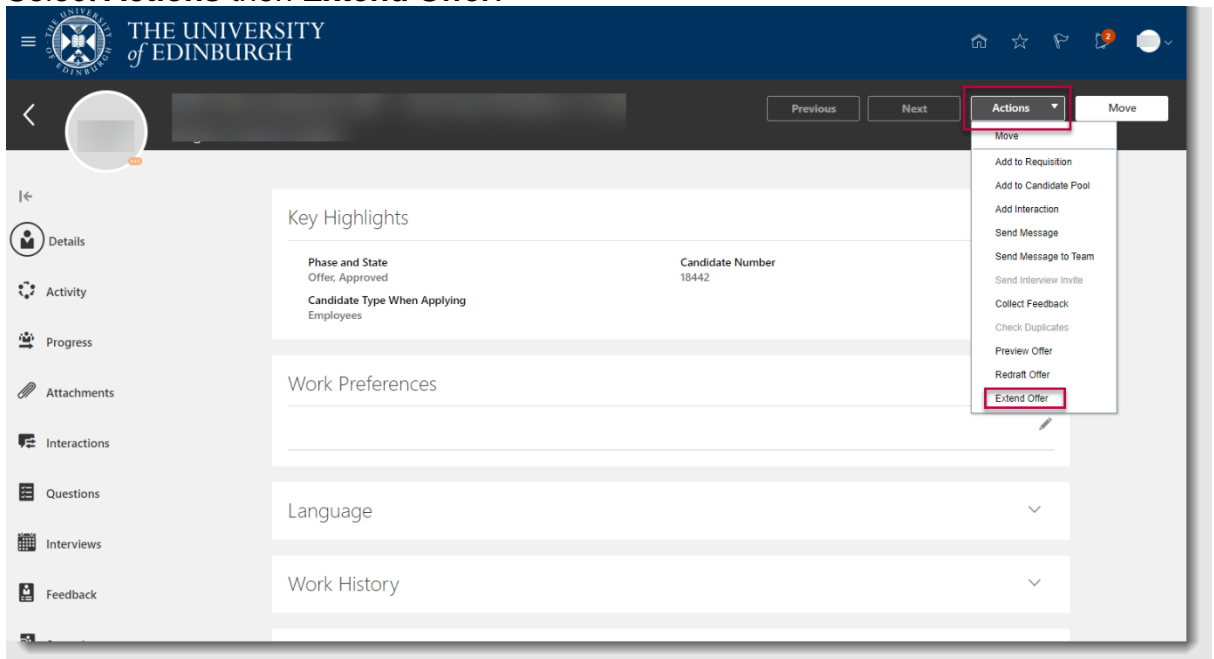 Select Actions then Extend Offer.
THE UNIVERSITY
of EDINBURGH
2
Previous
Next
Actions
Move
Move
Add to Requisition
Add to Candidate Pool
Add Interaction
Send Message
Send Message to Team
Send Interview Invite
Collect Feedback
Check Duplicates
Preview Offer
Redraft Offer
Extend Offer
Details
Activity
Progress
Attachments
Interactions
Questions
Interviews
Feedback
Key Highlights
Phase and State
Offer, Approved
Candidate Number
18442
Candidate Type When Applying
Employees
Work Preferences
Language
Work History